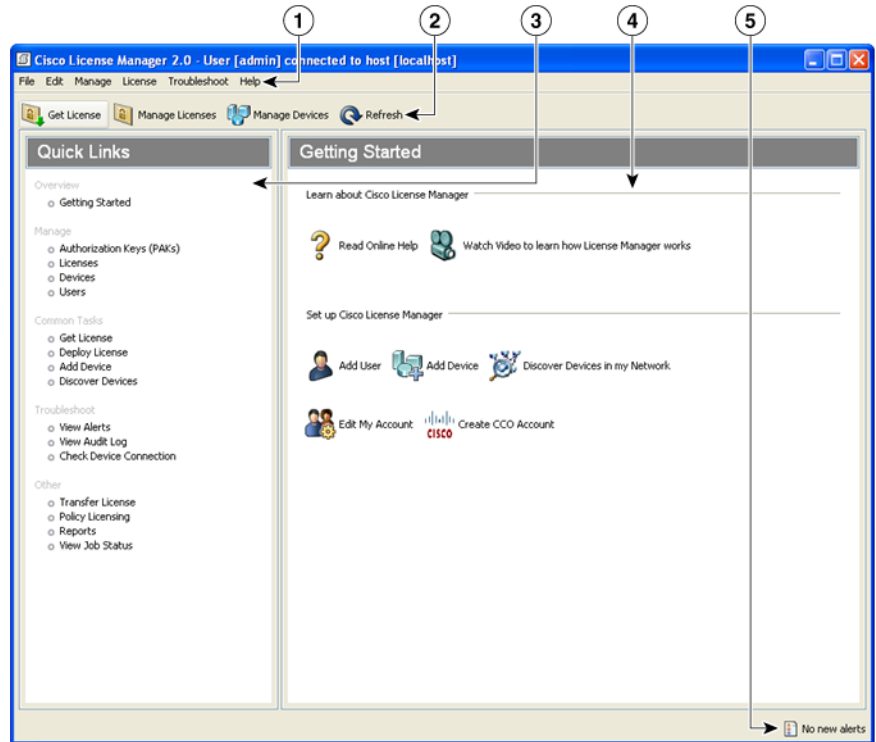 1 2 3 4 5
Cisco License Manager 2.0 - User [admin] connected to host [localhost]
File Edit Manage License Troubleshoot Help
Get License Manage Licenses Manage Devices Refresh
Quick Links
Overview
Getting Started
Manage
Authorization Keys (PAKs)
Licenses
Devices
Users
Common Tasks
Get License
Deploy License
Add Device
Discover Devices
Troubleshoot
View Alerts
View Audit Log
Check Device Connection
Other
Transfer License
Policy Licensing
Reports
View Job Status
Getting Started
Learn about Cisco License Manager
Read Online Help Watch Video to learn how License Manager works
Set up Cisco License Manager
Add User Add Device Discover Devices in my Network
Edit My Account CISCO Create CCO Account
No new alerts